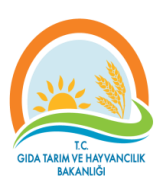 T.C.
GIDA TARIM VE HAYVANCILIK
BAKANLIĞI